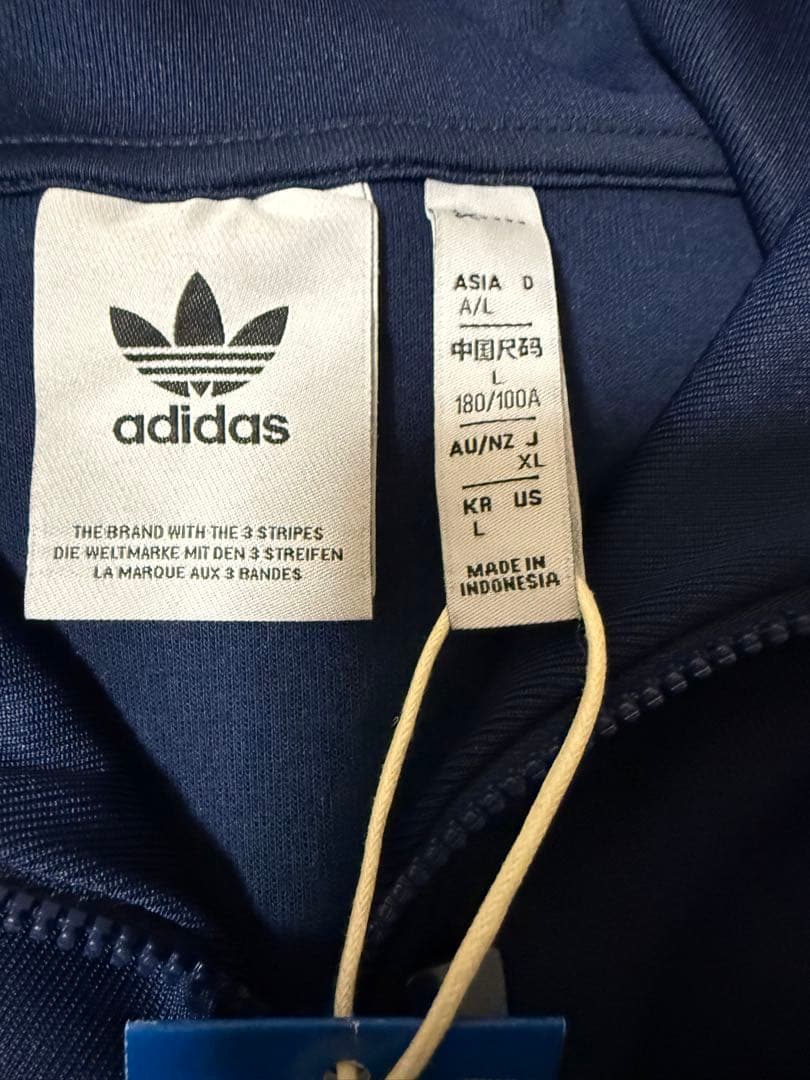 adidas
THE BRAND WITH THE 3 STRIPES
DIE WELTMARKE MIT DEN 3 STREIFEN
LA MARQUE AUX 3 BANDES
ASIA D
A/L
中国尺码
L
180/100A
AU/NZ J
XL
KR US
L
MADE IN
INDONESIA